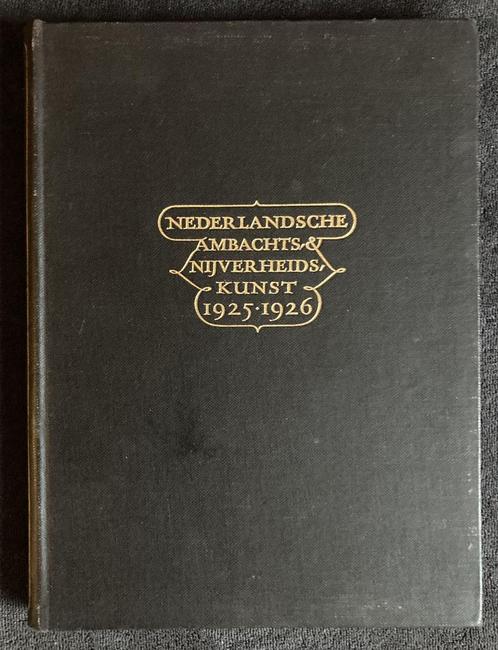 NEDERLANDSCHE
AMBACHTS-&
NIJVERHEIDS-
KUNST
1925·1926